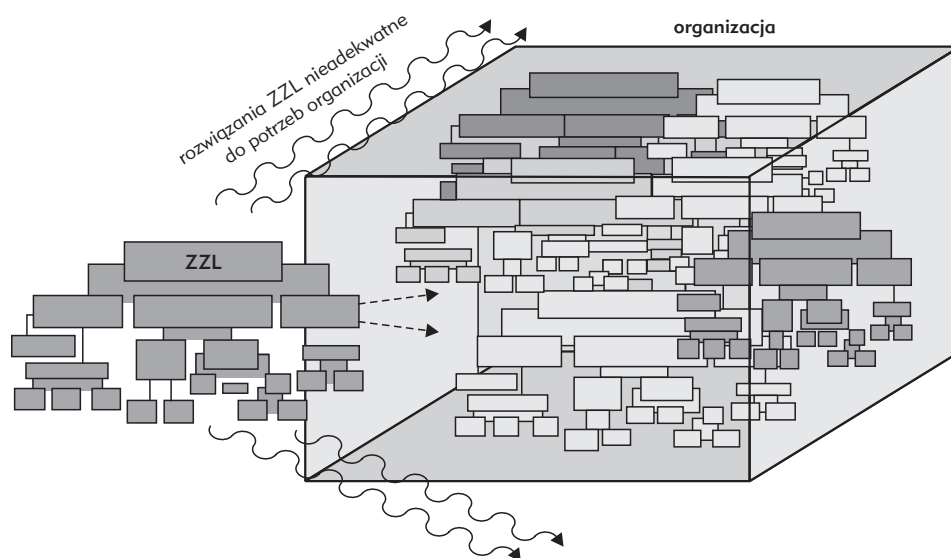 organizacja
rozwiązania ZZL nieadekwatne
do potrzeb organizacji
ZZL